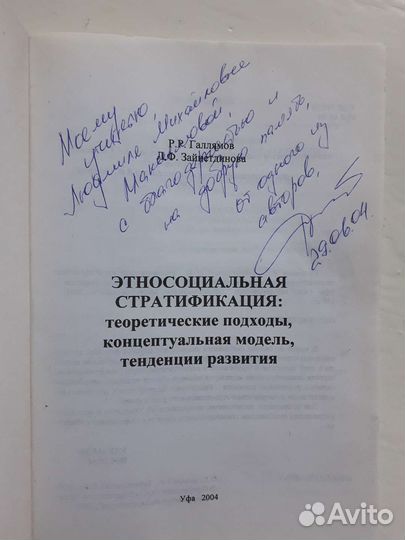 Моему
учителю,
Людмиле Михайловне
Максимовой,
с благодарностью и
на добрую память,
от одного из
авторов,
29.06.04.
Р.Р. Галлямов
Л.Ф. Зайнетдинова
ЭТНОСОЦИАЛЬНАЯ
СТРАТИФИКАЦИЯ:
теоретические подходы,
концептуальная модель,
тенденции развития
Уфа 2004
Avito